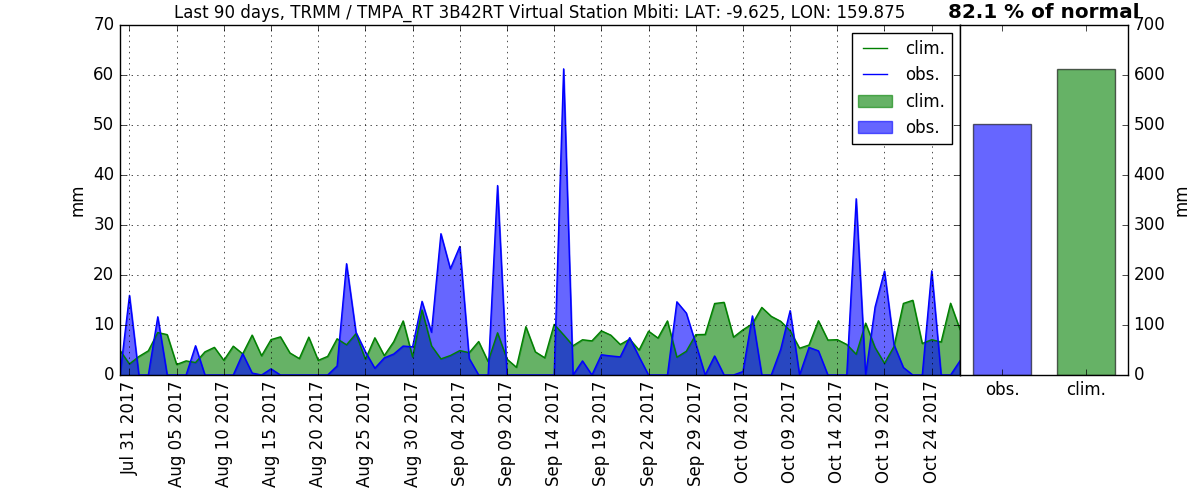 Last 90 days, TRMM / TMPA_RT 3B42RT Virtual Station Mbiti: LAT: -9.625, LON: 159.875
82.1 % of normal
70
60
50
40
30
20
10
0
mm
clim.
obs.
clim.
obs.
Jul 31 2017
Aug 05 2017
Aug 10 2017
Aug 15 2017
Aug 20 2017
Aug 25 2017
Aug 30 2017
Sep 04 2017
Sep 09 2017
Sep 14 2017
Sep 19 2017
Sep 24 2017
Sep 29 2017
Oct 04 2017
Oct 09 2017
Oct 14 2017
Oct 19 2017
Oct 24 2017
700
600
500
400
300
200
100
0
mm
obs.
clim.